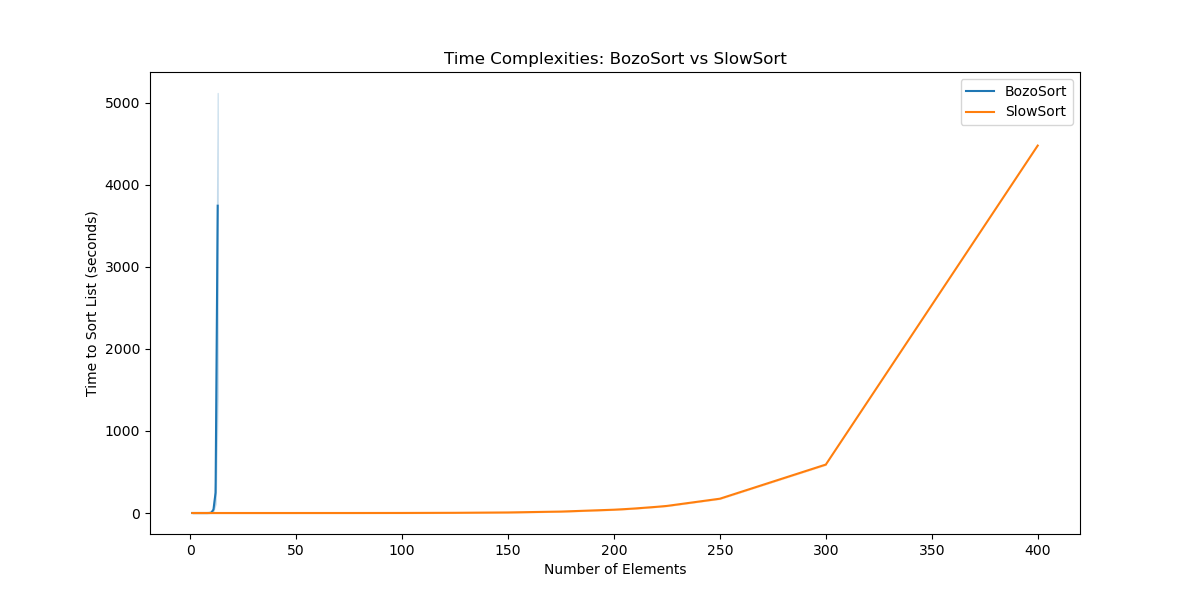 Time Complexities: BozoSort vs SlowSort
BozoSort
SlowSort
Time to Sort List (seconds)
5000
4000
3000
2000
1000
0
0 50 100 150 200 250 300 350 400
Number of Elements